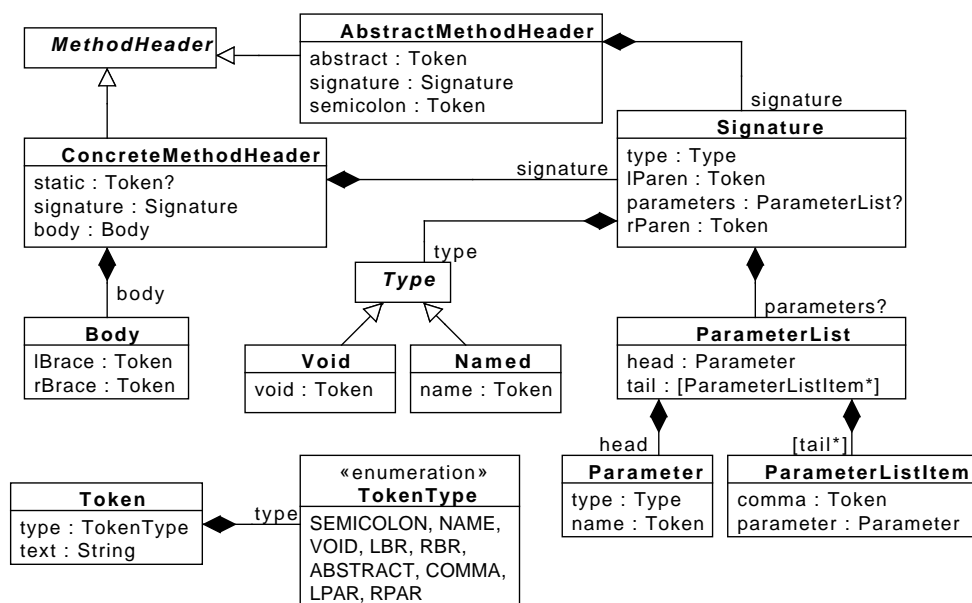 MethodHeader
AbstractMethodHeader
abstract : Token
signature : Signature
semicolon : Token
signature
ConcreteMethodHeader
static : Token?
signature : Signature
body : Body
signature
Signature
type : Type
lParen : Token
parameters : ParameterList?
rParen : Token
type
Type
body
Body
lBrace : Token
rBrace : Token
Void
void : Token
Named
name : Token
parameters?
ParameterList
head : Parameter
tail : [ParameterListItem*]
head
[tail*]
Parameter
type : Type
name : Token
ParameterListItem
comma : Token
parameter : Parameter
Token
type : TokenType
text : String
type
«enumeration»
TokenType
SEMICOLON, NAME,
VOID, LBR, RBR,
ABSTRACT, COMMA,
LPAR, RPAR